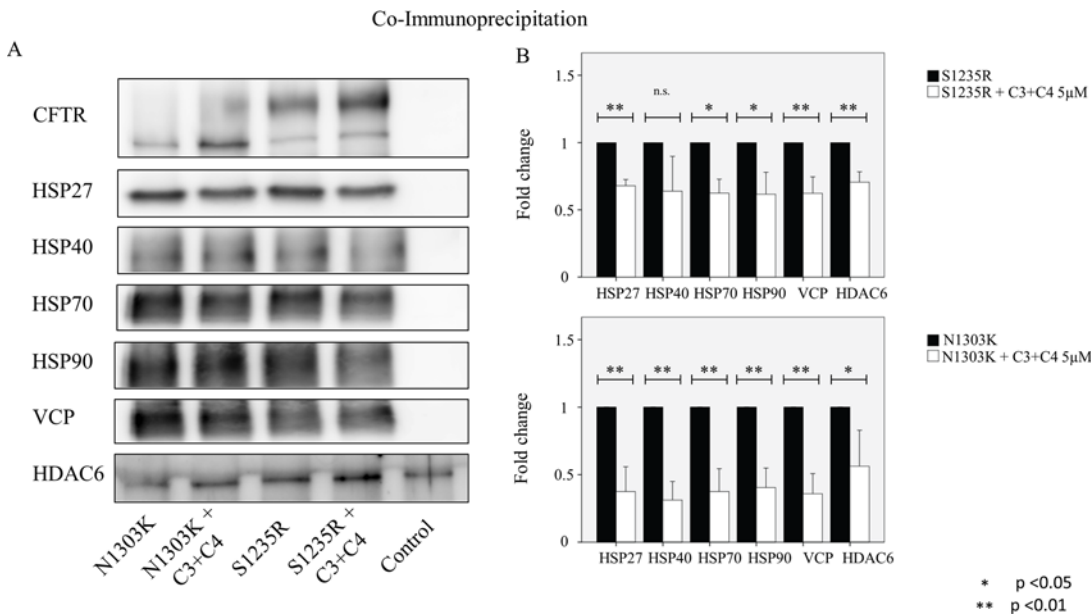 Co-Immunoprecipitation
A
CFTR
HSP27
HSP40
HSP70
HSP90
VCP
HDAC6
N1303K
N1303K +
C3+C4
S1235R
S1235R +
C3+C4
Control
B
Fold change
1.5
1
0.5
0
** n.s. * * ** **
HSP27 HSP40 HSP70 HSP90 VCP HDAC6
S1235R
S1235R + C3+C4 5μM
Fold change
1.5
1
0.5
0
** ** ** ** ** *
HSP27 HSP40 HSP70 HSP90 VCP HDAC6
N1303K
N1303K + C3+C4 5μM
* p <0.05
** p <0.01